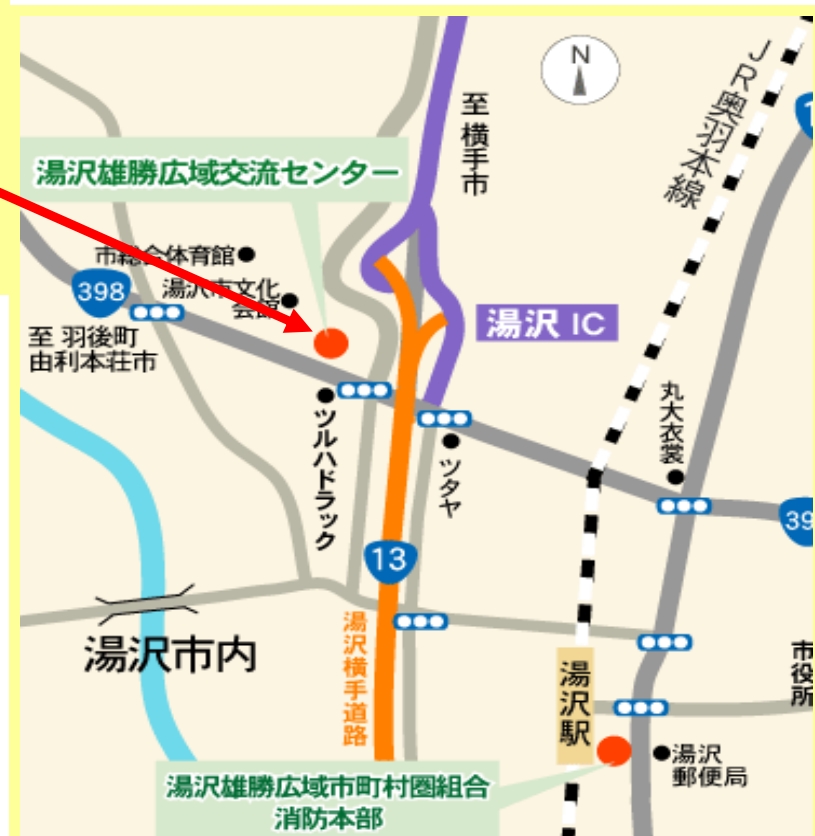 N
至横手市
JR奥羽本線
1
湯沢雄勝広域交流センター
市総合体育館
湯沢市文化
会館
398
至 羽後町
由利本荘市
湯沢 IC
丸大衣裳
ツルハドラック
ツタヤ
39
13
湯沢横手道路
湯沢市内
湯沢駅
市役所
湯沢
郵便局
湯沢雄勝広域市町村圏組合
消防本部